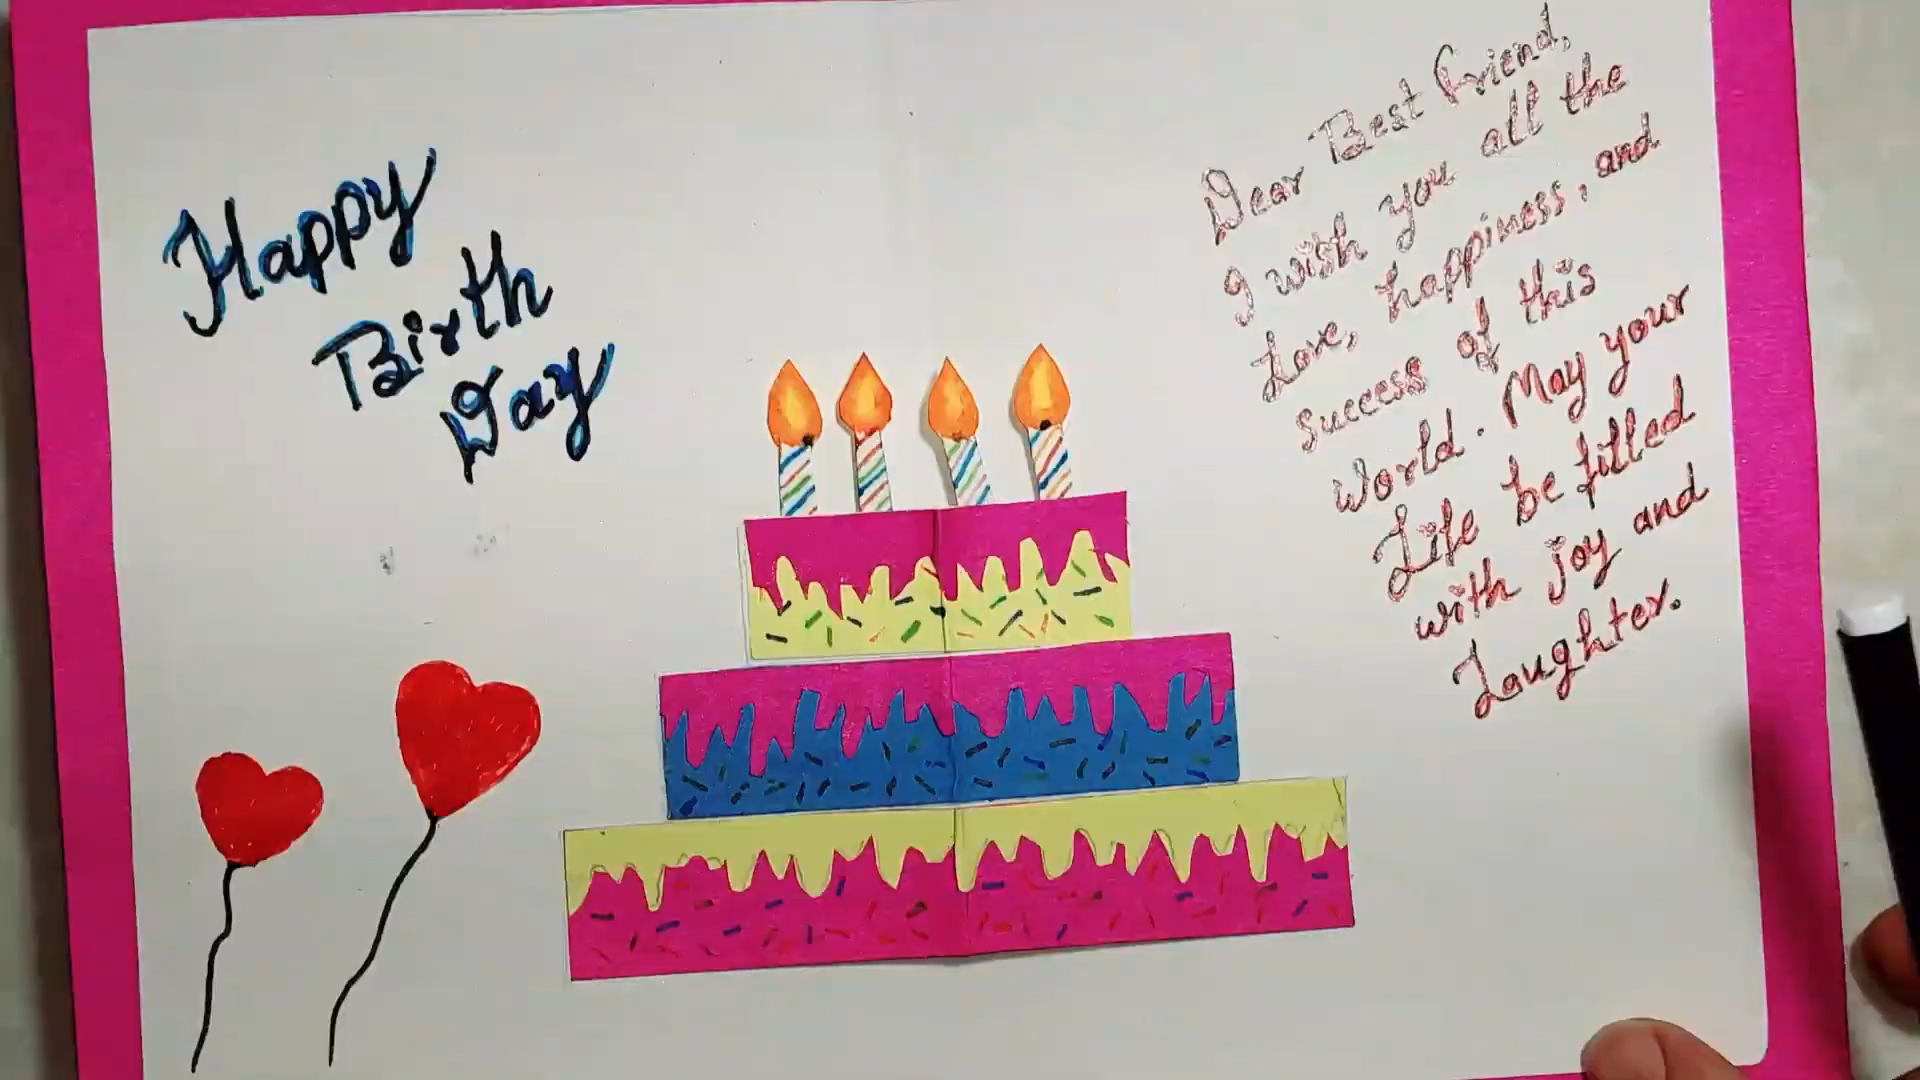 Happy
Birth
Day
Dear Best Friend,
I wish you all the
Love, happiness, and
success of this
world. May your
Life be filled
with joy and
Laughter.